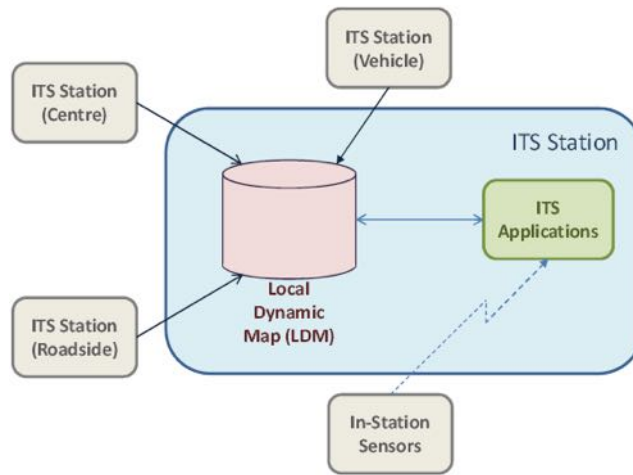 ITS Station
(Vehicle)
ITS Station
(Centre)
ITS Station
ITS
Applications
Local
Dynamic
Map (LDM)
ITS Station
(Roadside)
In-Station
Sensors